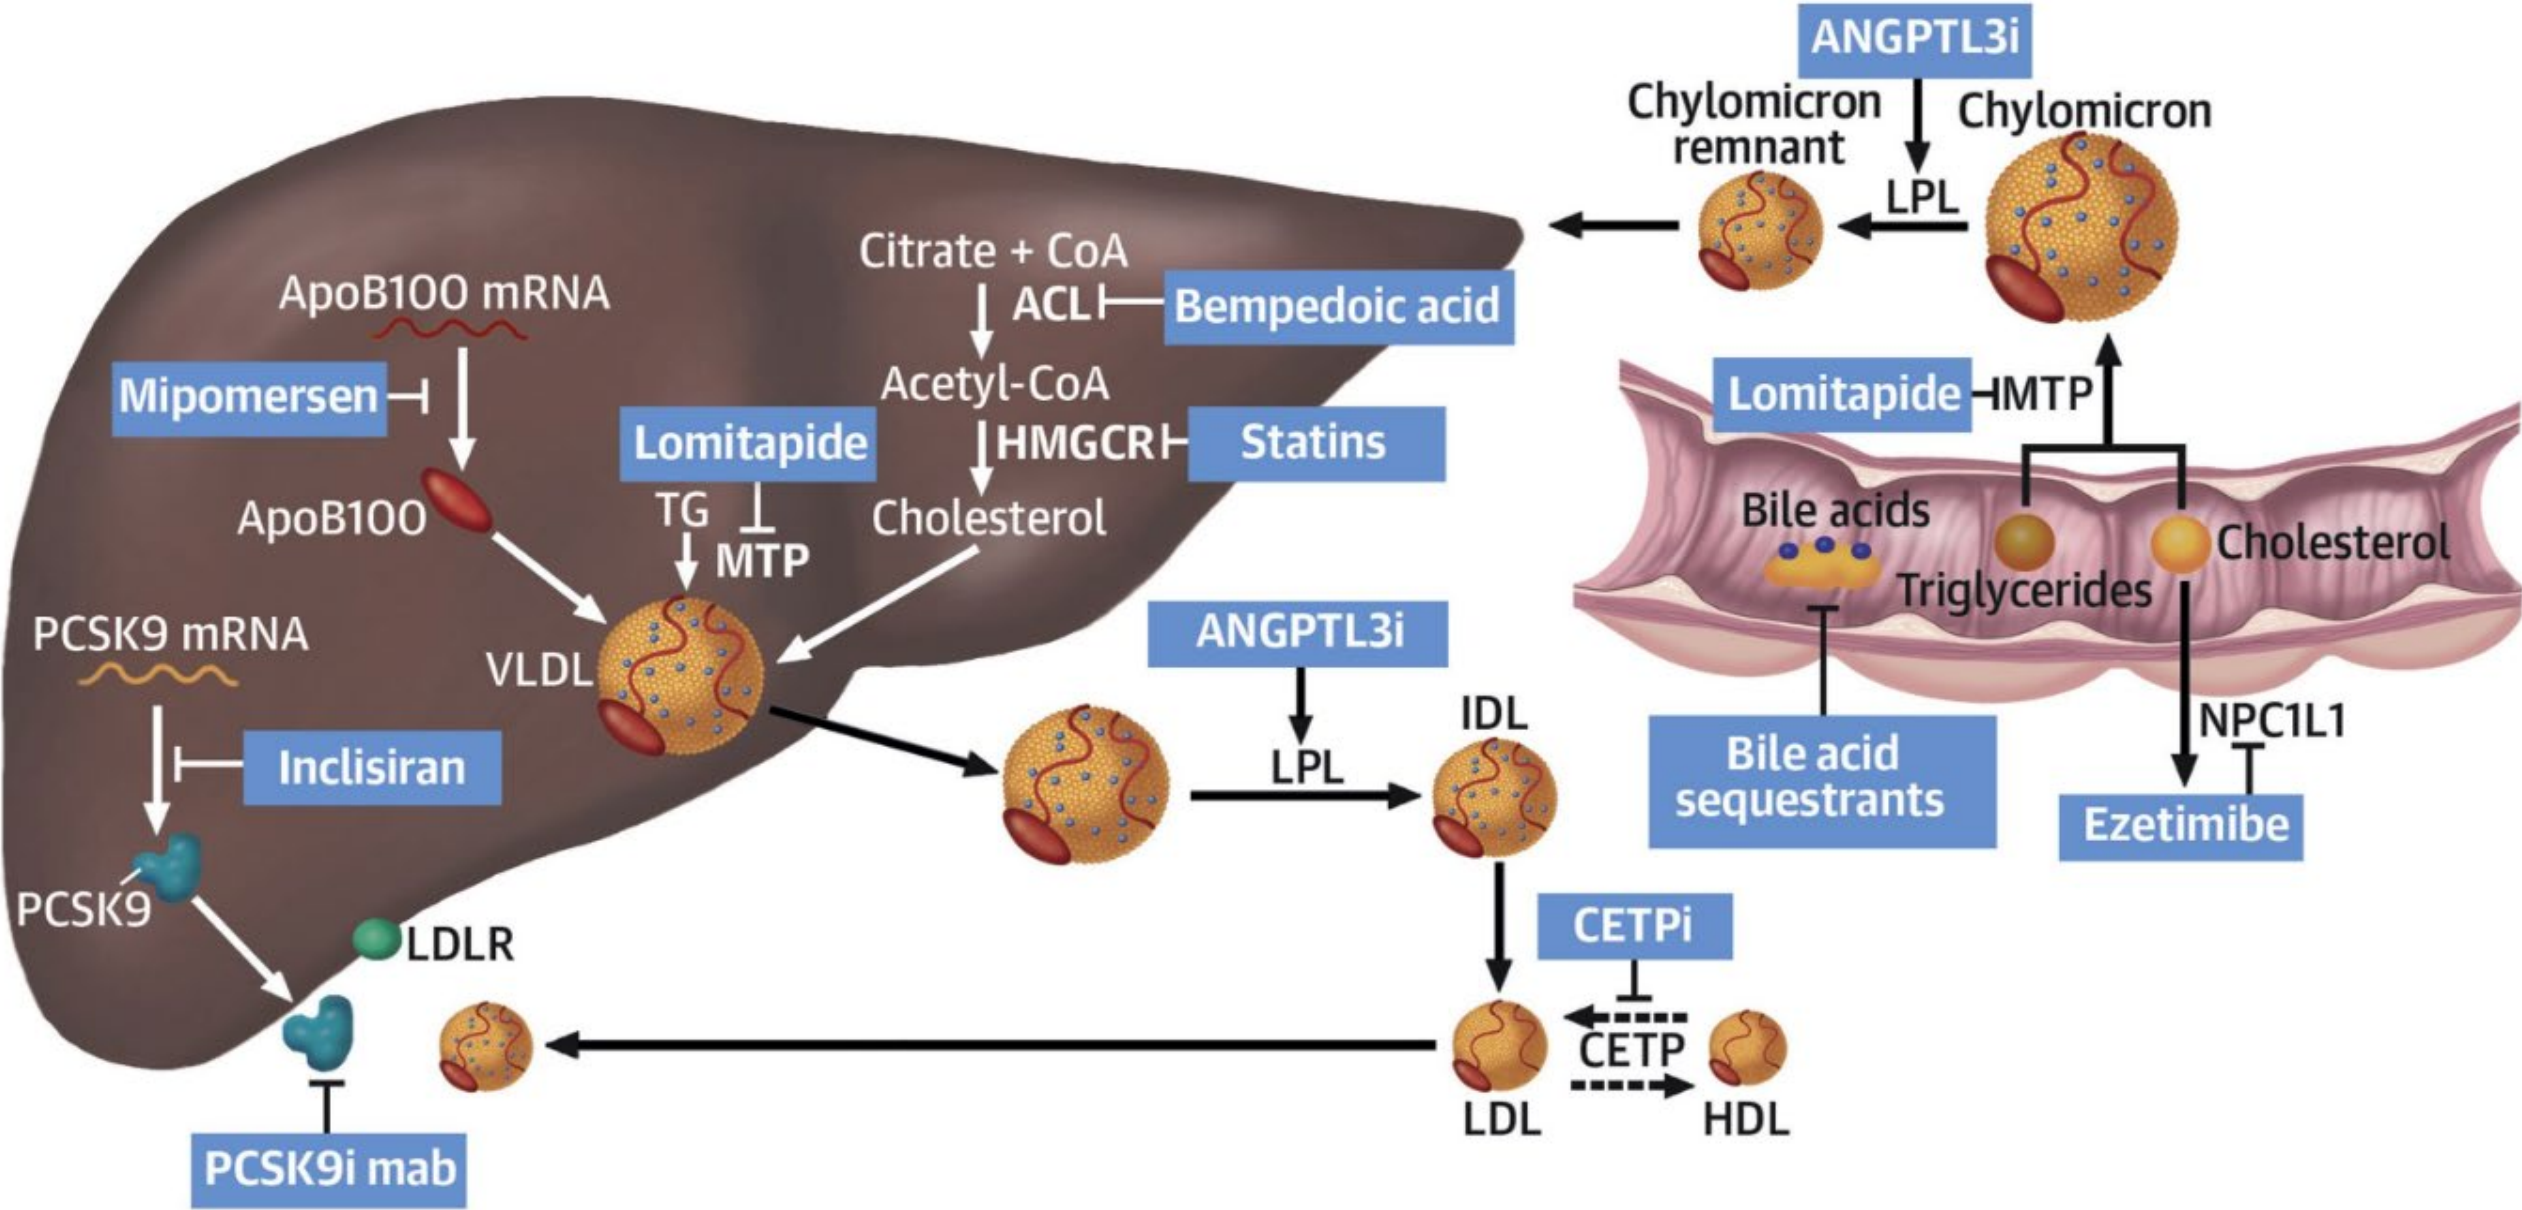 ANGPTL3i
Chylomicron
remnant
Chylomicron
LPL
Citrate + CoA
ACL
Bempedoic acid
ApoB100 mRNA
Mipomersen
Acetyl-CoA
Lomitapide
MTP
Lomitapide
HMGCR
Statins
TG
MTP
ApoB100
Cholesterol
Bile acids
Triglycerides
Cholesterol
PCSK9 mRNA
VLDL
ANGPTL3i
LPL
IDL
NPC1L1
Inclisiran
Bile acid
sequestrants
Ezetimibe
PCSK9
LDLR
CETPi
CETP
LDL
HDL
PCSK9i mab